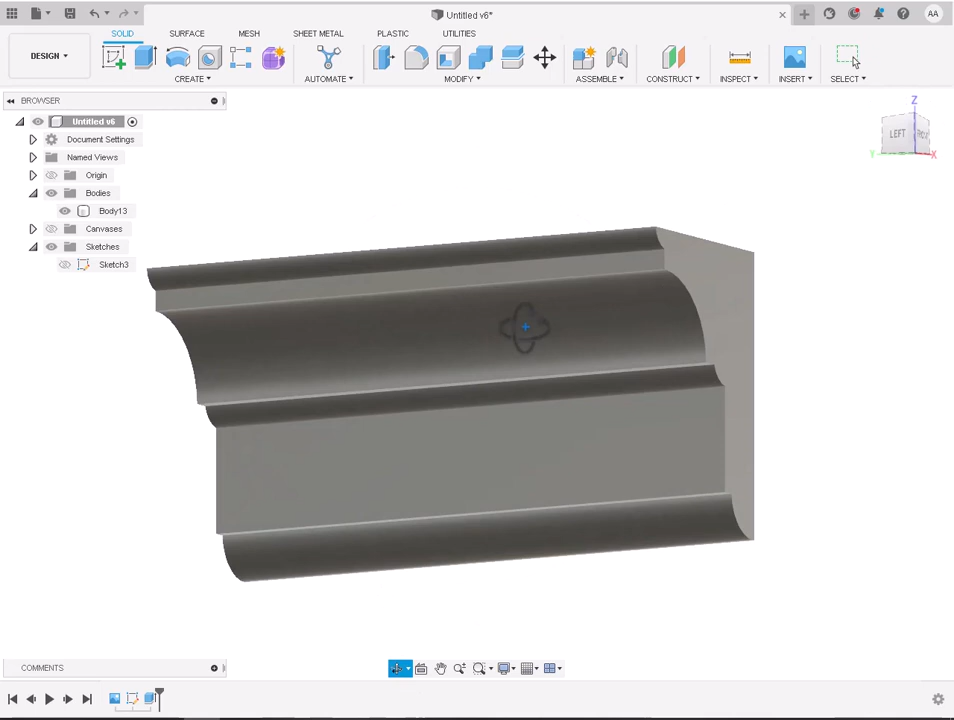 Untitled v6*
AA
SOLID SURFACE MESH SHEET METAL PLASTIC UTILITIES
DESIGN
CREATE AUTOMATE MODIFY ASSEMBLE CONSTRUCT INSPECT INSERT SELECT
BROWSER
Untitled v6
Document Settings
Named Views
Origin
Bodies
Body13
Canvases
Sketches
Sketch3
Z
LEFT
Y
X
COMMENTS